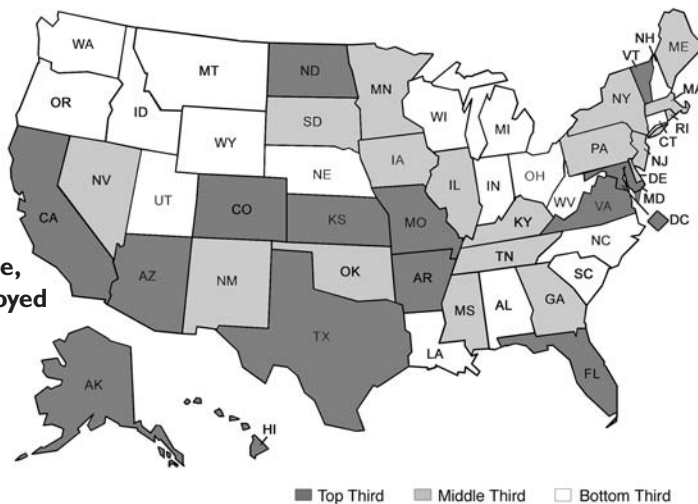 WA
NH
VT
ME
MT
ND
MN
OR
MA
ID
WI
NY
SD
MI
RI
WY
CT
PA
IA
NJ
NE
NV
OH
DE
IL
IN
UT
MD
CO
WV
VA
CA
KS
MO
KY
DC
NC
e,
TN
OK
AZ
NM
AR
SC
oyed
MS
AL
GA
TX
LA
AK
FL
HI
Top Third Middle Third Bottom Third